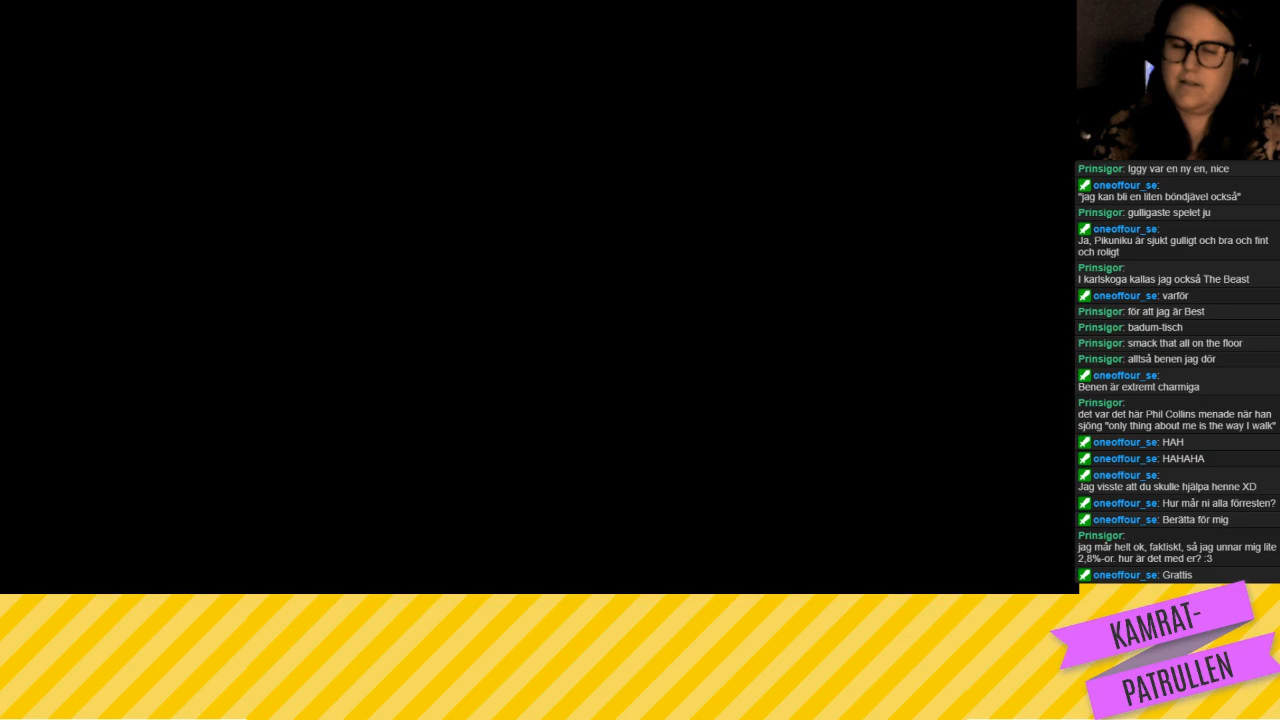 Prinsigor: Iggy var en ny en, nice
oneoffour_se:
"jag kan bli en liten böndjävel också"
Prinsigor: gulligaste spelet ju
oneoffour_se:
Ja, Pikuniku är sjukt gulligt och bra och fint
och roligt
Prinsigor:
I karlskoga kallas jag också The Beast
oneoffour_se: varför
Prinsigor: för att jag är Best
Prinsigor: badum-tisch
Prinsigor: smack that all on the floor
Prinsigor: alltså benen jag dör
oneoffour_se:
Benen är extremt charmiga
Prinsigor:
det var det här Phil Collins menade när han
sjöng "only thing about me is the way I walk"
oneoffour_se: HAH
oneoffour_se: HAHAHA
oneoffour_se:
Jag visste att du skulle hjälpa henne XD
oneoffour_se: Hur mår ni alla förresten?
oneoffour_se: Berätta för mig
Prinsigor:
jag mår helt ok, faktiskt, så jag unnar mig lite
2,8%-or. hur är det med er? :3
oneoffour_se: Grattis
KAMRAT-
PATRULLEN